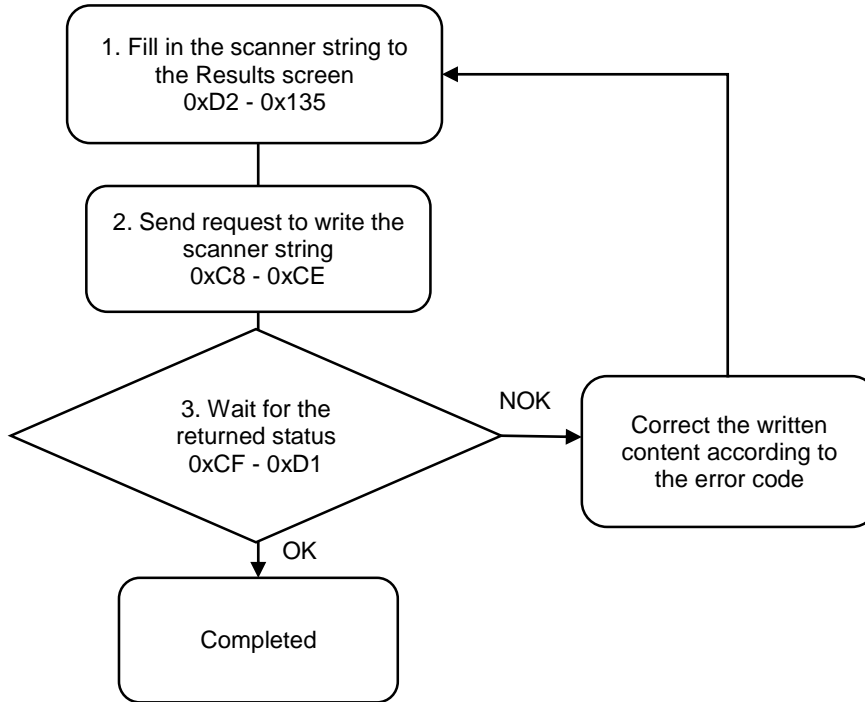 1. Fill in the scanner string to
the Results screen
0xD2 - 0x135
2. Send request to write the
scanner string
0xC8 - 0xCE
3. Wait for the
returned status
0xCF - 0xD1
NOK
Correct the written
content according to
the error code
OK
Completed